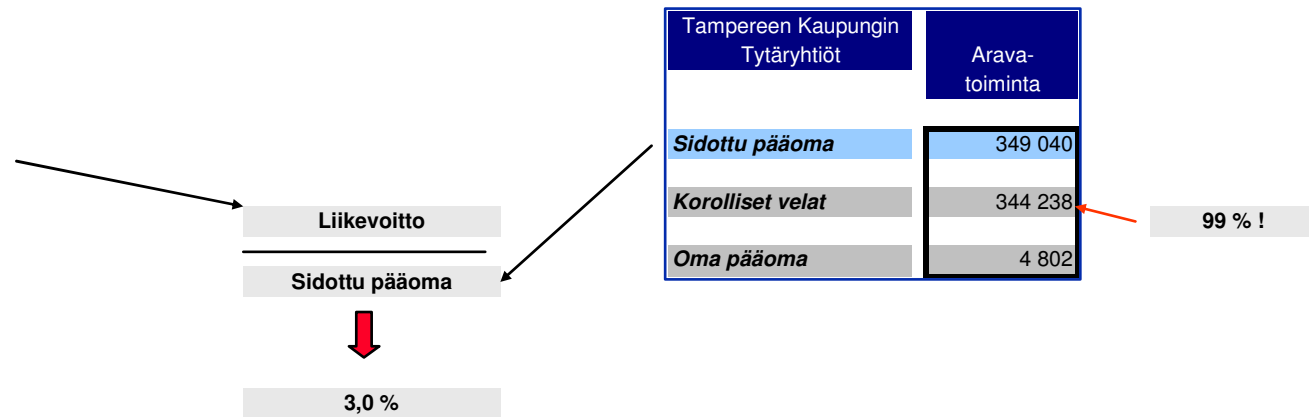 Tampereen Kaupungin
Tytäryhtiöt
Arava-
toiminta
Sidottu pääoma 349 040
Korolliset velat 344 238
99 % !
Oma pääoma 4 802
Liikevoitto
Sidottu pääoma
3,0 %